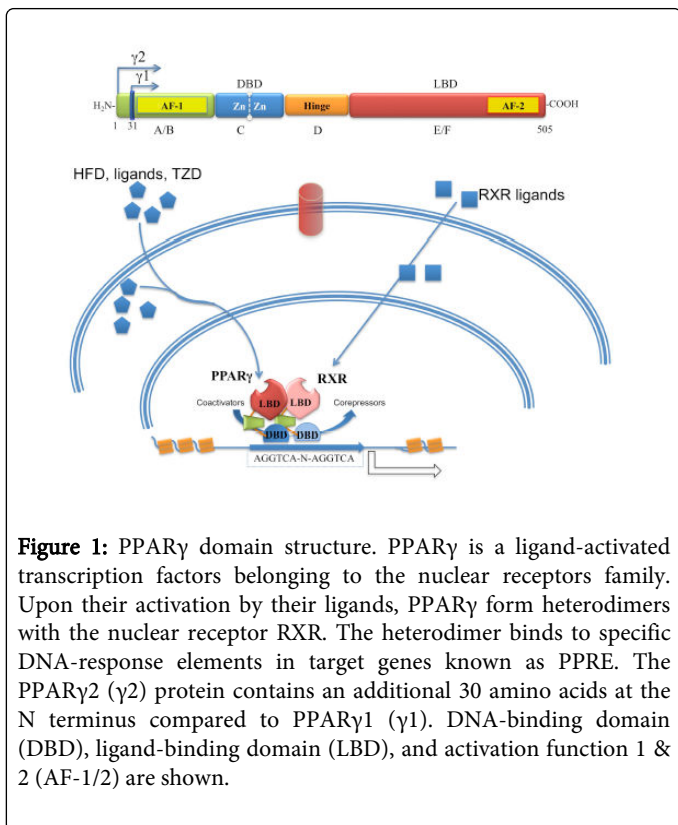 γ2
γ1
DBD
LBD
H₂N-
AF-1
Zn
Zn
Hinge
AF-2
-COOH
1
31
A/B
C
D
E/F
505
HFD, ligands, TZD
RXR ligands
PPARγ
RXR
Coactivators
LBD
LBD
Corepressors
DBD
DBD
AGGTCA-N-AGGTCA
Figure 1: PPARγ domain structure. PPARγ is a ligand-activated
transcription factors belonging to the nuclear receptors family.
Upon their activation by their ligands, PPARγ form heterodimers
with the nuclear receptor RXR. The heterodimer binds to specific
DNA-response elements in target genes known as PPRE. The
PPARγ2 (γ2) protein contains an additional 30 amino acids at the
N terminus compared to PPARγ1 (γ1). DNA-binding domain
(DBD), ligand-binding domain (LBD), and activation function 1 &
2 (AF-1/2) are shown.